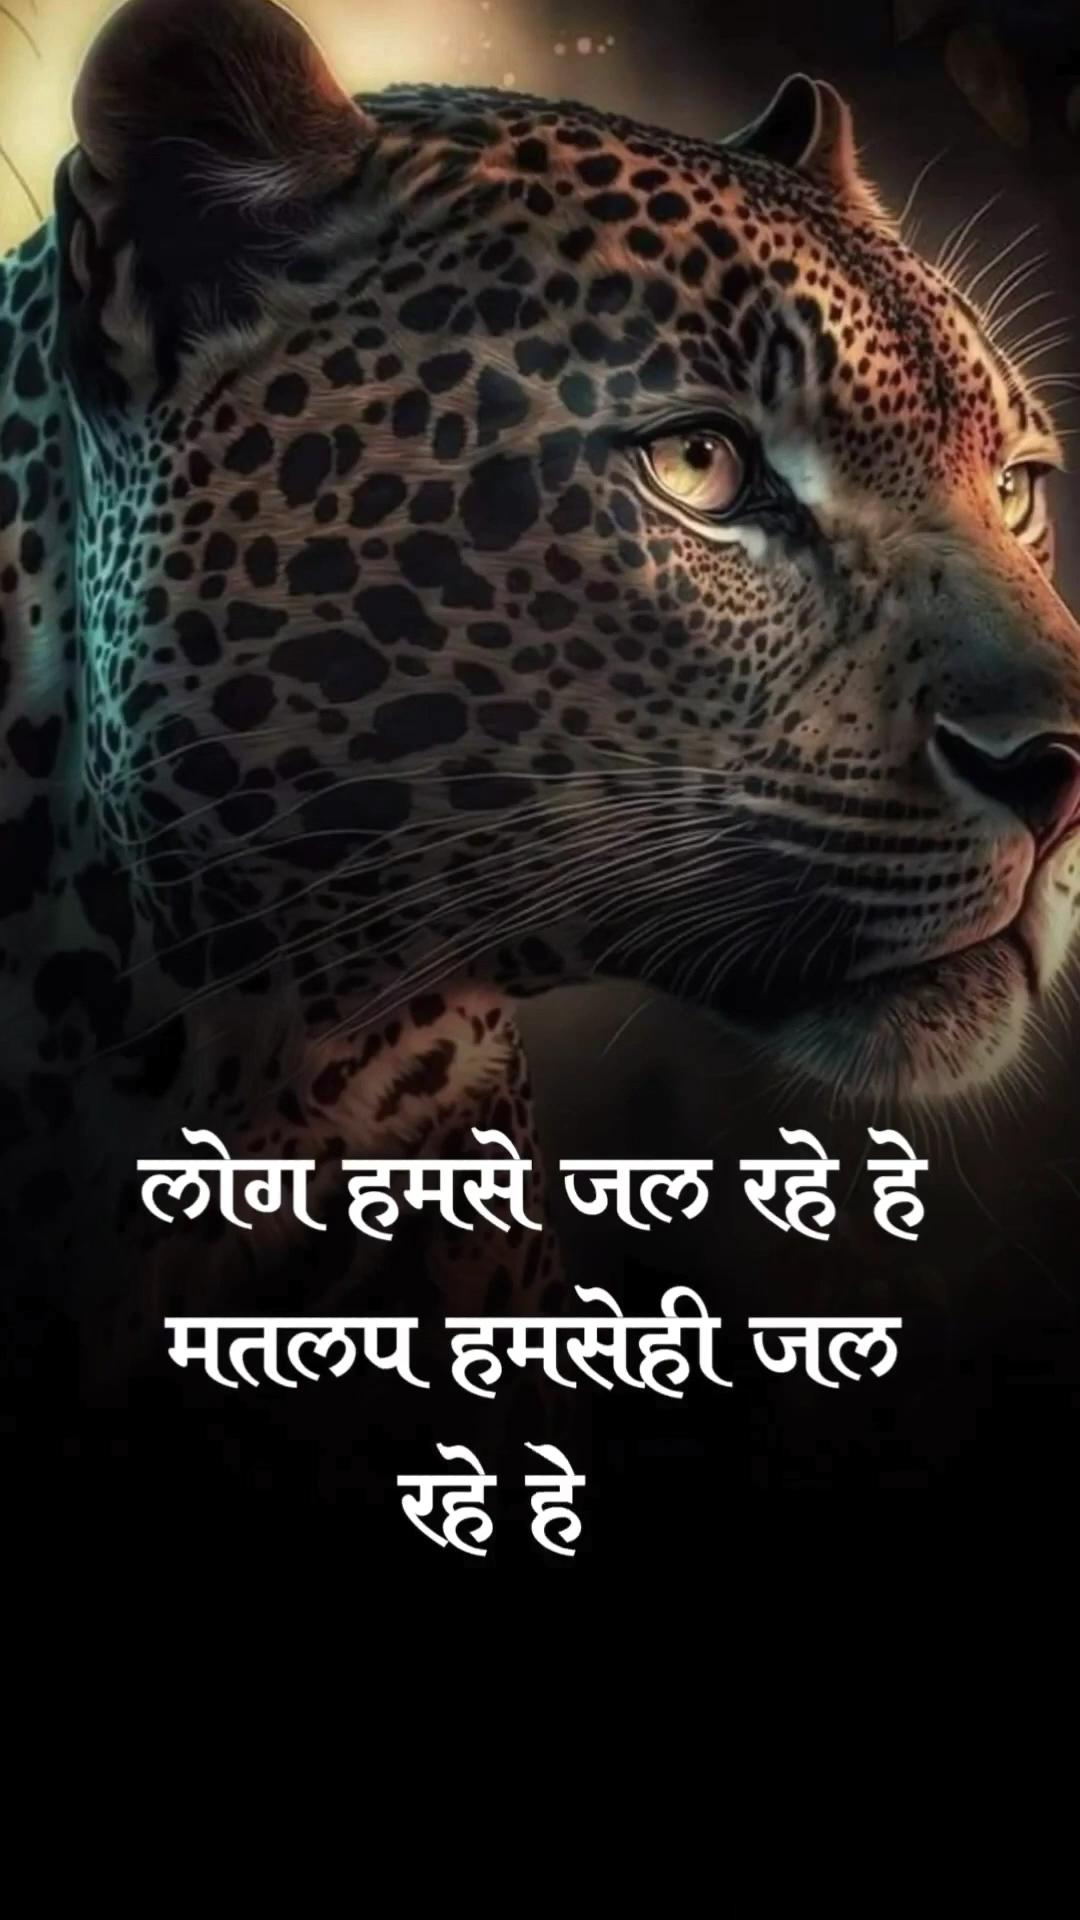 लोग हमसे जल रहे हे
मतलप हमसेही जल
रहे हे